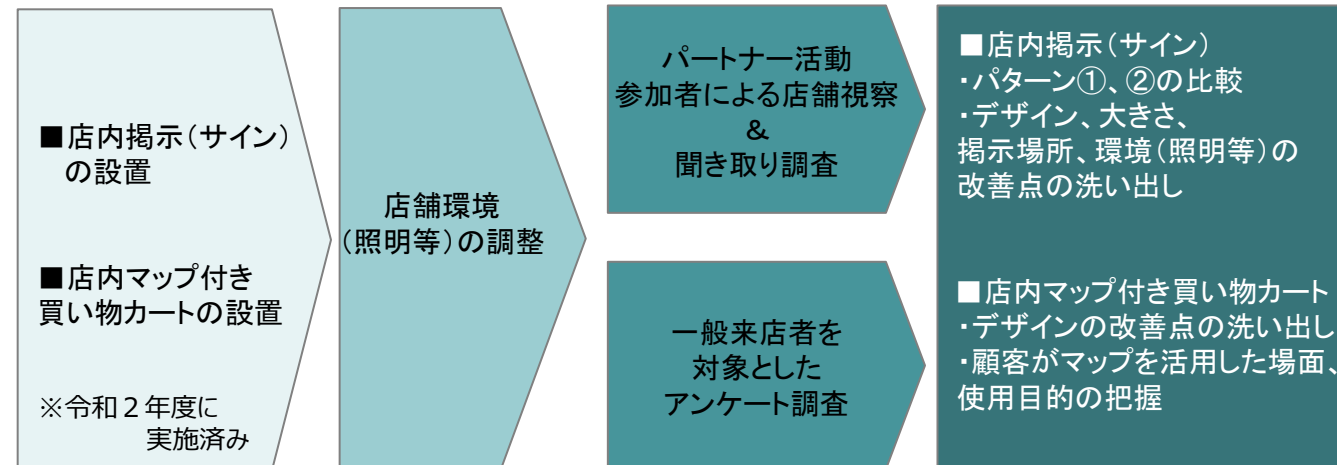 ■店内掲示(サイン)
の設置
■店内マップ付き
買い物カートの設置
※令和２年度に
実施済み
店舗環境
(照明等)の調整
パートナー活動
参加者による店舗視察
&
聞き取り調査
一般来店者を
対象とした
アンケート調査
■店内掲示(サイン)
・パターン①、②の比較
・デザイン、大きさ、
掲示場所、環境(照明等)の
改善点の洗い出し
■店内マップ付き買い物カート
・デザインの改善点の洗い出し
・顧客がマップを活用した場面、
使用目的の把握